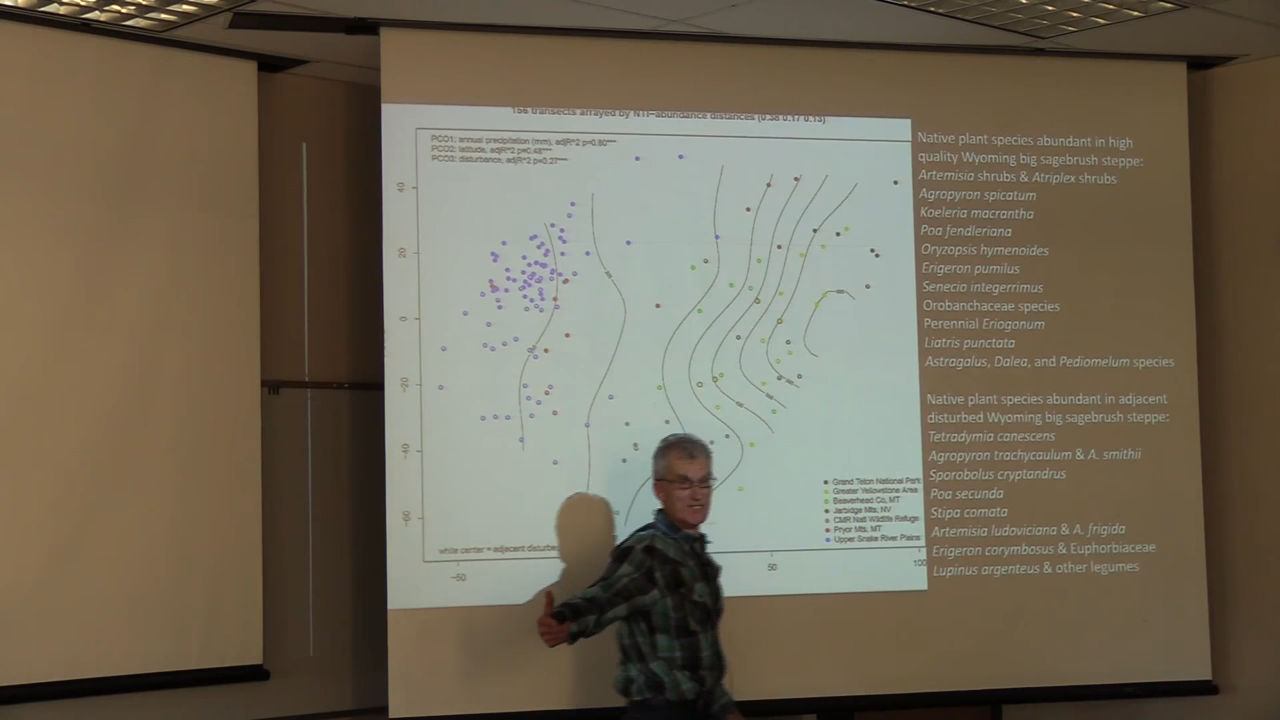 156 transects arrayed by NTI-abundance distances (0.38 0.17 0.13)
PCO1: annual precipitation (mm), adjR^2 p=0.80***
PCO2: latitude, adjR^2 p=0.48***
PCO3: disturbance, adjR^2 p=0.27***
40
20
0
-20
-40
-60
-50
50
100
white center = adjacent disturbe
Grand Teton National Park
Greater Yellowstone Area
Beaverhead Co, MT
Jarbidge Mts, NV
CMR Natl Wildlife Refuge
Pryor Mts, MT
Upper Snake River Plains
Native plant species abundant in high
quality Wyoming big sagebrush steppe:
Artemisia shrubs & Atriplex shrubs
Agropyron spicatum
Koeleria macrantha
Poa fendleriana
Oryzopsis hymenoides
Erigeron pumilus
Senecio integerrimus
Orobanchaceae species
Perennial Eriogonum
Liatris punctata
Astragalus, Dalea, and Pediomelum species
Native plant species abundant in adjacent
disturbed Wyoming big sagebrush steppe:
Tetradymia canescens
Agropyron trachycaulum & A. smithii
Sporobolus cryptandrus
Poa secunda
Stipa comata
Artemisia ludoviciana & A. frigida
Erigeron corymbosus & Euphorbiaceae
Lupinus argenteus & other legumes